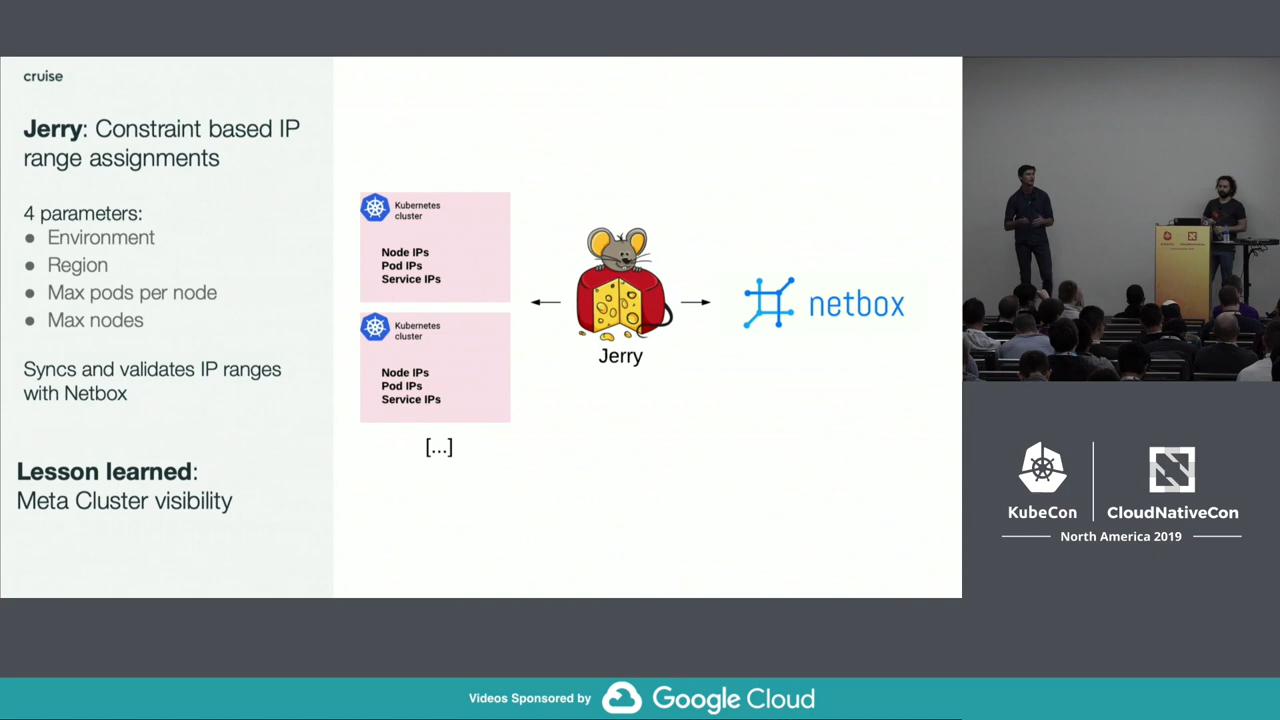 cruise
Jerry: Constraint based IP
range assignments
4 parameters:
● Environment
● Region
● Max pods per node
● Max nodes
Syncs and validates IP ranges
with Netbox
Lesson learned:
Meta Cluster visibility
Kubernetes
cluster
Node IPs
Pod IPs
Service IPs
Kubernetes
cluster
Node IPs
Pod IPs
Service IPs
[...]
Jerry
netbox
KubeCon
CloudNativeCon
North America 2019
Videos Sponsored by
Google Cloud